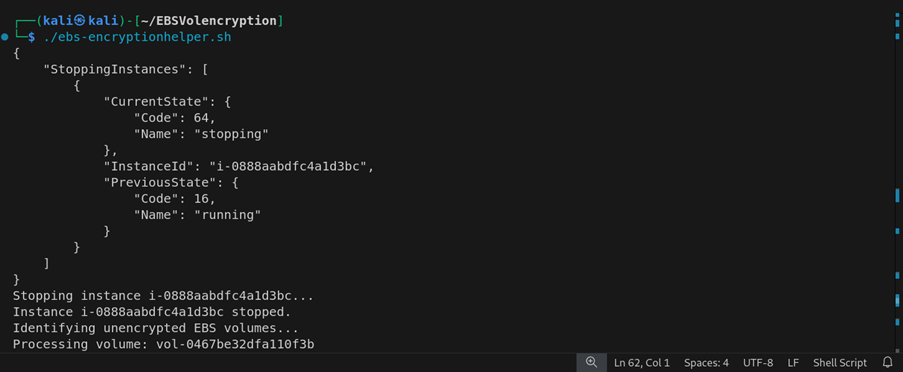 ┌──(kali㉿kali)-[~/EBSVolencryption]
└─$ ./ebs-encryptionhelper.sh
{
    "StoppingInstances": [
        {
            "CurrentState": {
                "Code": 64,
                "Name": "stopping"
            },
            "InstanceId": "i-0888aabdfc4a1d3bc",
            "PreviousState": {
                "Code": 16,
                "Name": "running"
            }
        }
    ]
}
Stopping instance i-0888aabdfc4a1d3bc...
Instance i-0888aabdfc4a1d3bc stopped.
Identifying unencrypted EBS volumes...
Processing volume: vol-0467be32dfa110f3b
Ln 62, Col 1 Spaces: 4 UTF-8 LF Shell Script